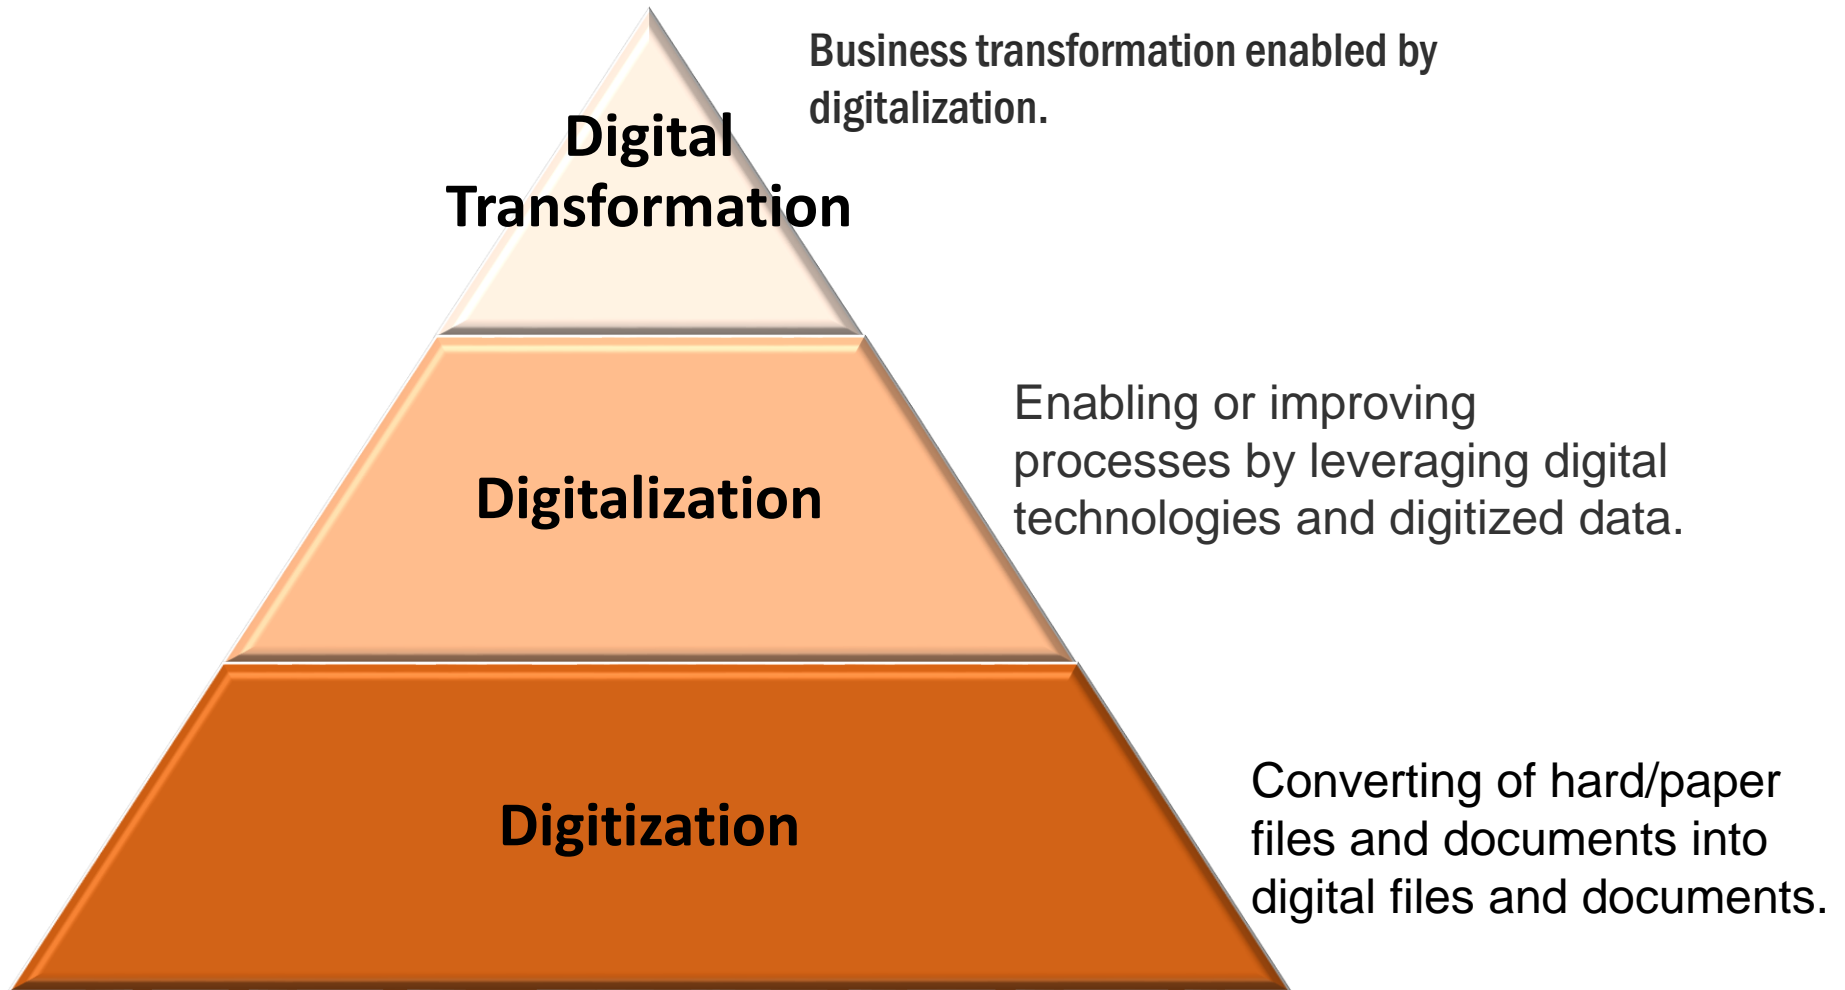 Business transformation enabled by
digitalization.
Digital
Transformation
Enabling or improving
processes by leveraging digital
technologies and digitized data.
Digitalization
Converting of hard/paper
files and documents into
digital files and documents.
Digitization